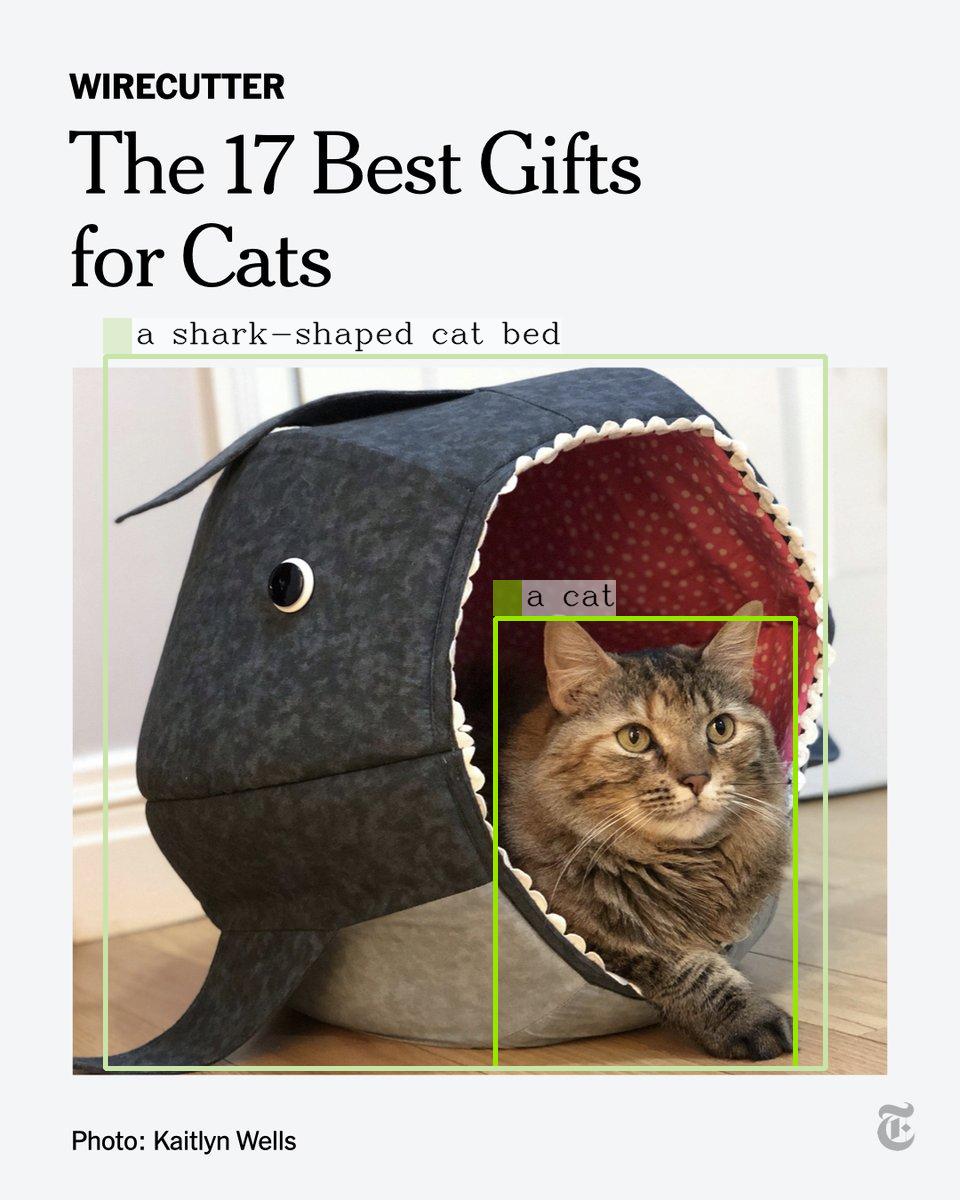 WIRECUTTER
The 17 Best Gifts
for Cats
a shark-shaped cat bed
a cat
Photo: Kaitlyn Wells
T